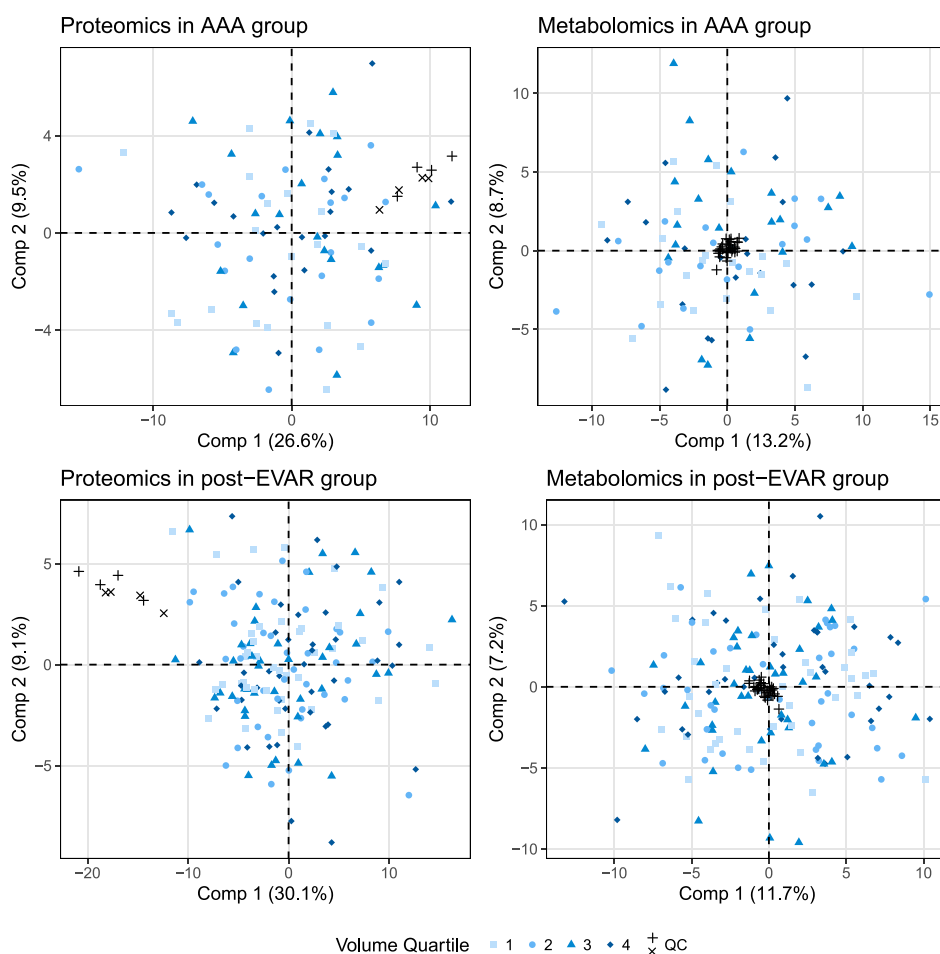 Proteomics in AAA group
Metabolomics in AAA group
Comp 2 (9.5%)
4
0
−4
−10
0
10
Comp 1 (26.6%)
Comp 2 (8.7%)
10
5
0
−5
−10
−5
0
5
10
15
Comp 1 (13.2%)
Proteomics in post−EVAR group
Metabolomics in post−EVAR group
Comp 2 (9.1%)
5
0
−5
−20
−10
0
10
Comp 1 (30.1%)
Comp 2 (7.2%)
10
5
0
−5
−10
−10
−5
0
5
10
Comp 1 (11.7%)
Volume Quartile 1 2 3 4 QC